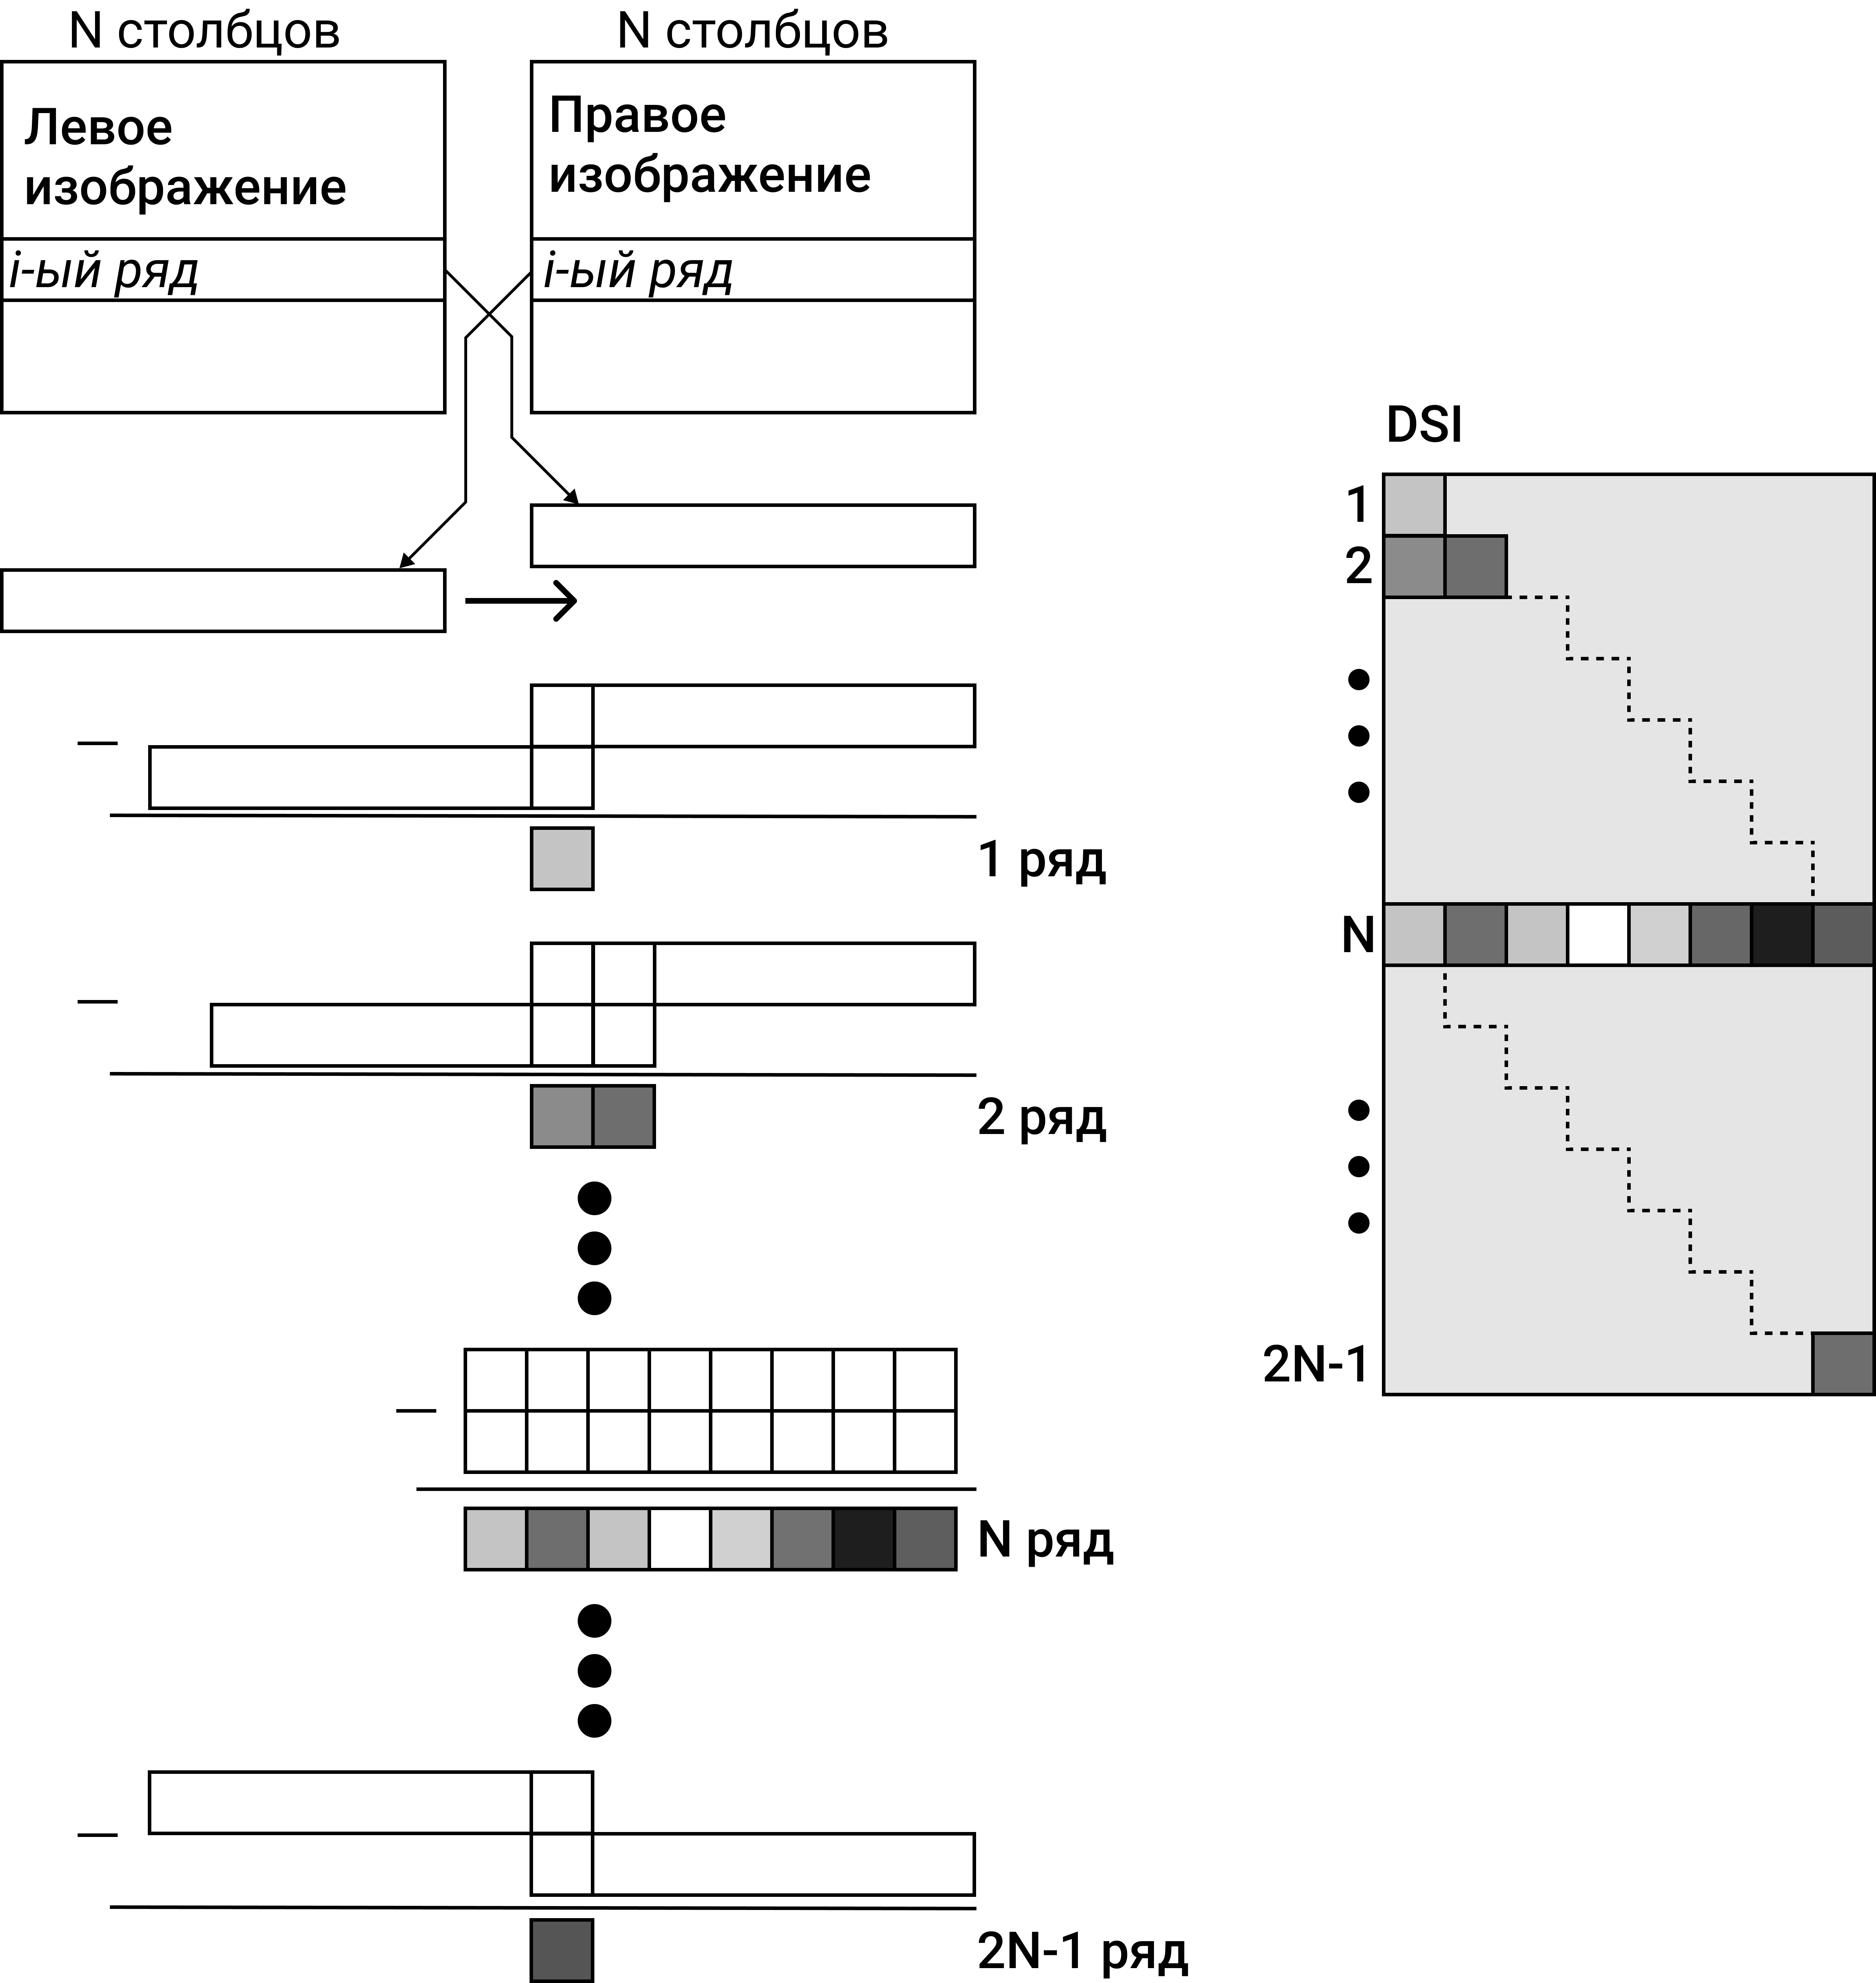 N столбцов
N столбцов
Левое
изображение
Правое
изображение
i-ый ряд
i-ый ряд
1 ряд
2 ряд
N ряд
2N-1 ряд
DSI
1
2
N
2N-1